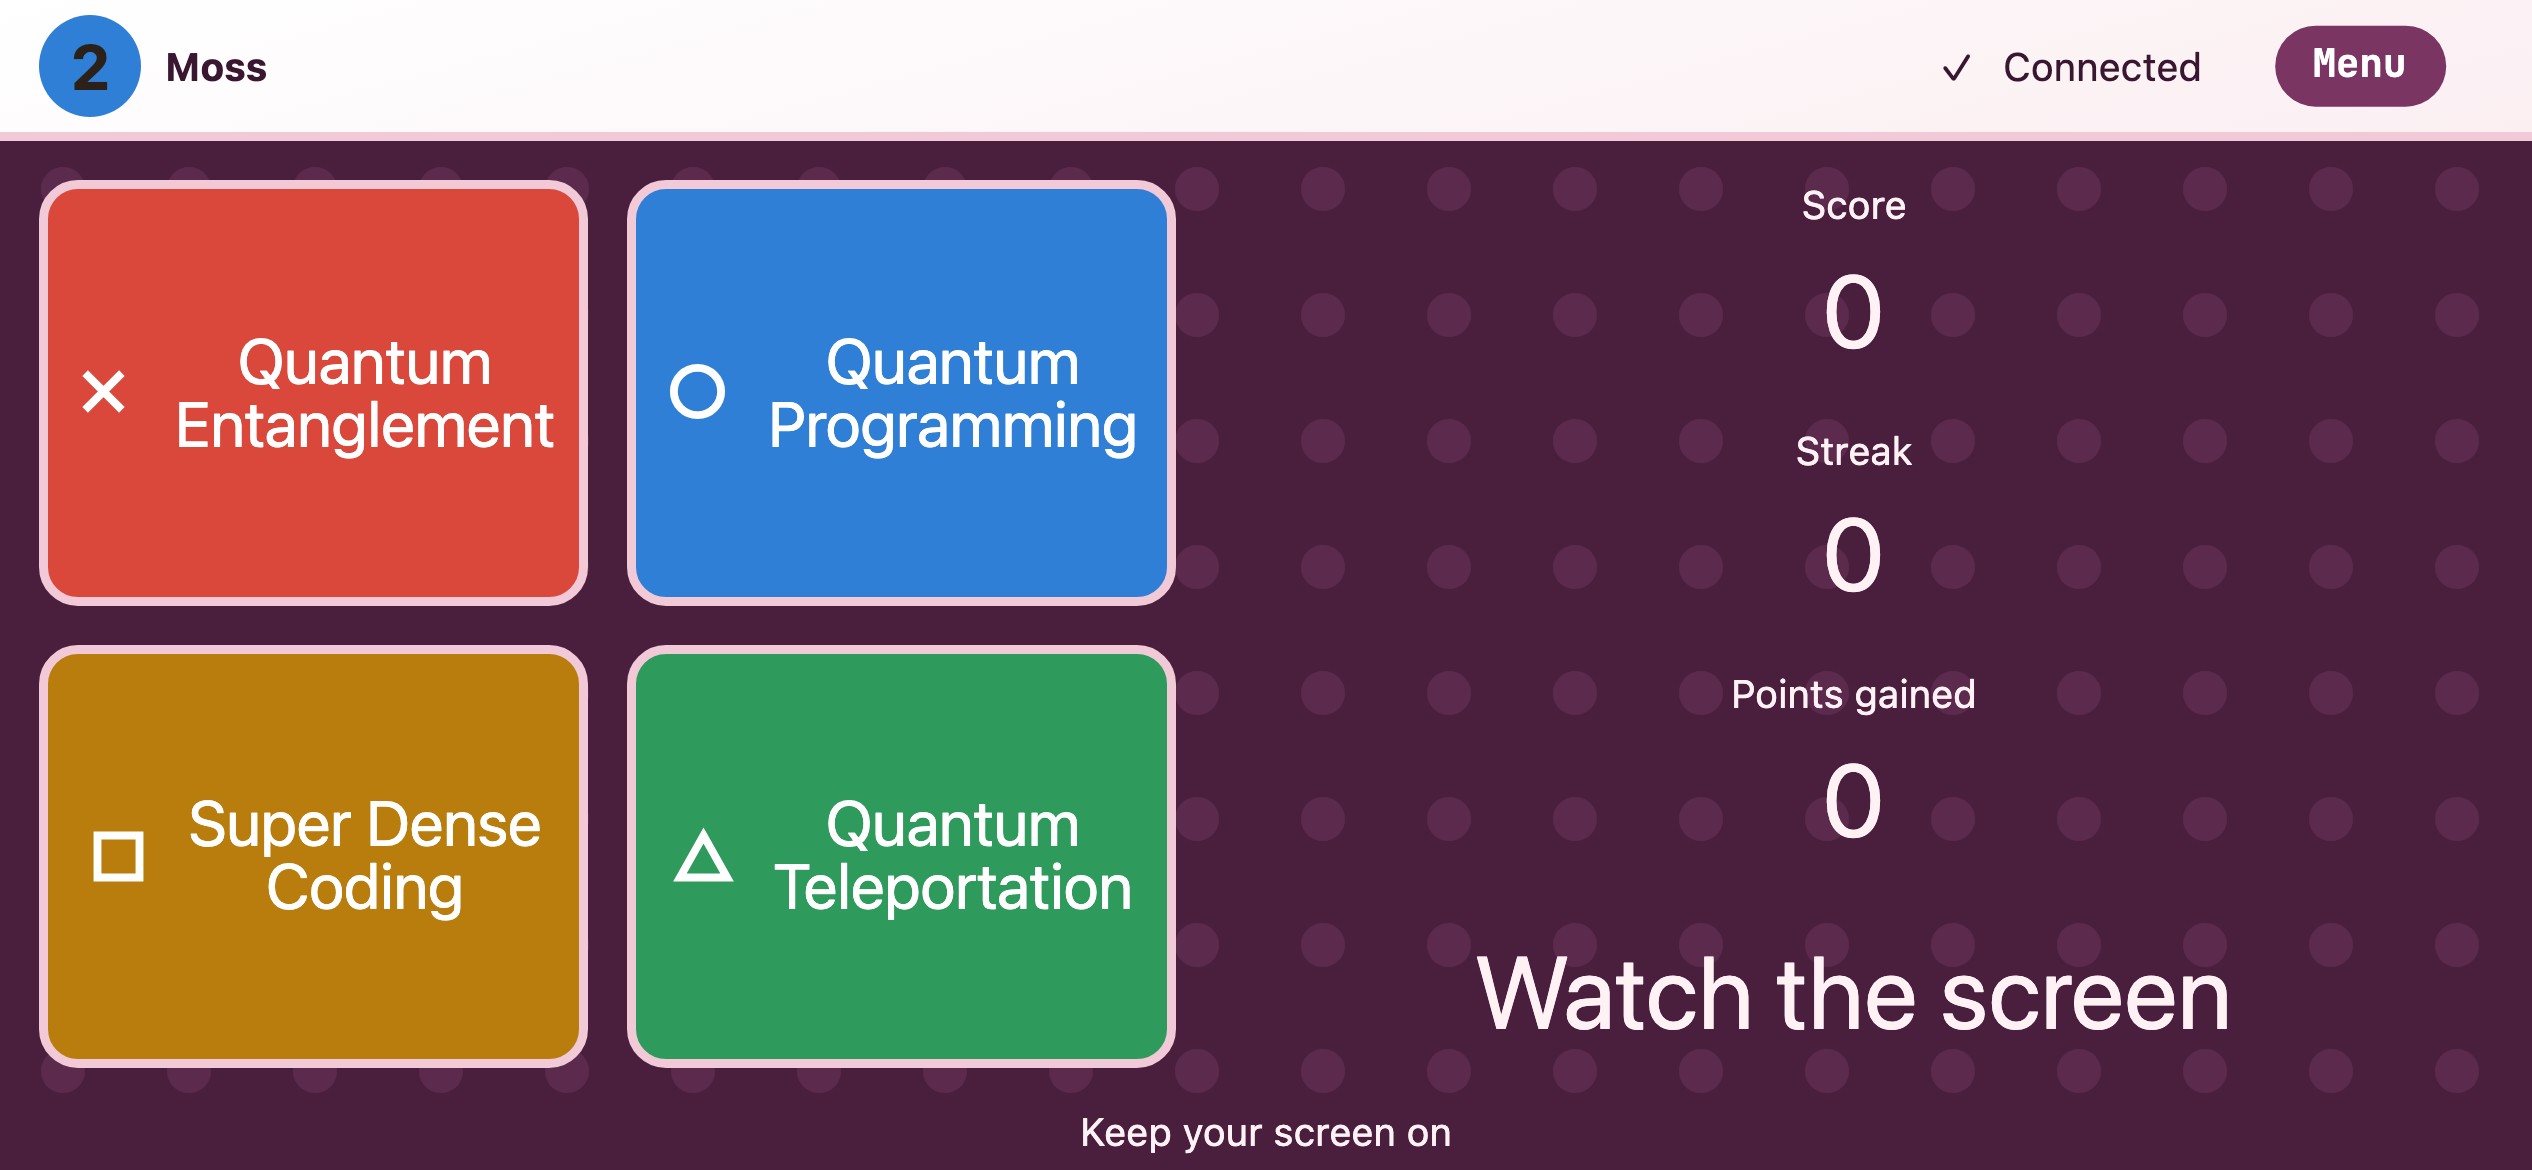 2 Moss
✓ Connected
Menu
Quantum
Entanglement
Quantum
Programming
Super Dense
Coding
Quantum
Teleportation
Score
0
Streak
0
Points gained
0
Watch the screen
Keep your screen on